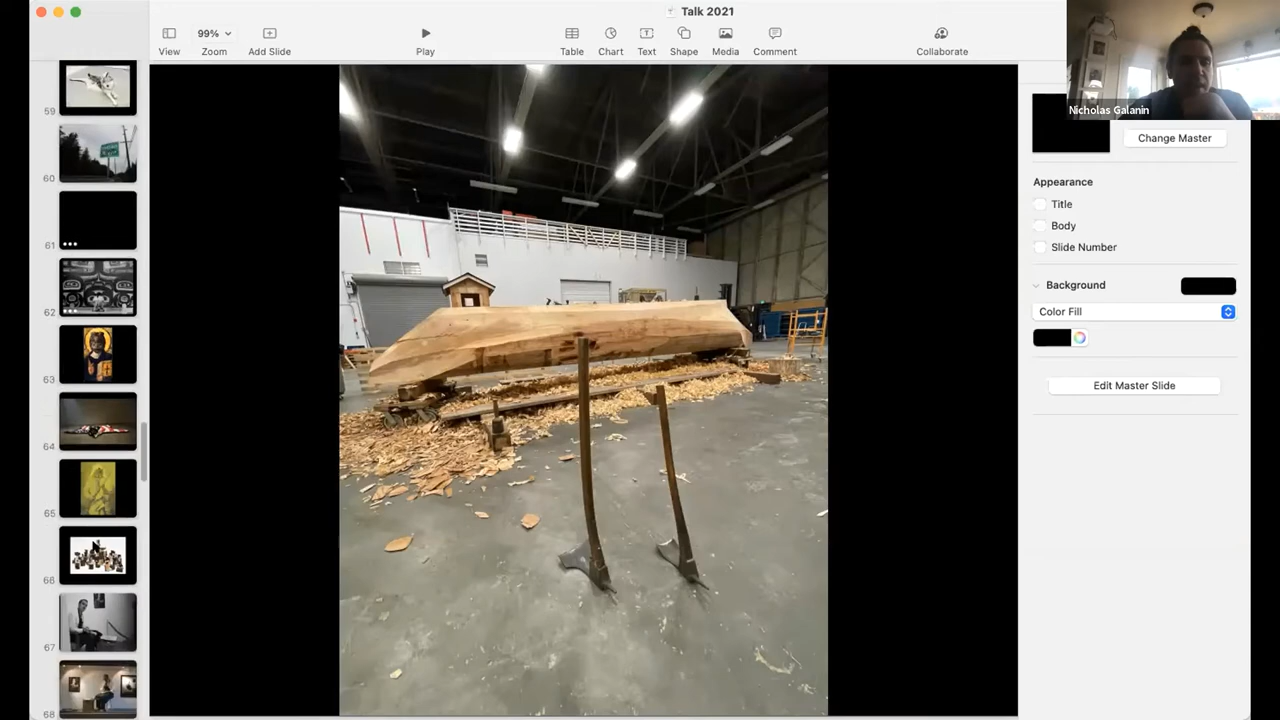 Talk 2021
99%
View
Zoom
Add Slide
Play
Table
Chart
Text
Shape
Media
Comment
Collaborate
Nicholas Galanin
Change Master
Appearance
Title
Body
Slide Number
Background
Color Fill
Edit Master Slide
59
60
61
62
63
64
65
66
67
68